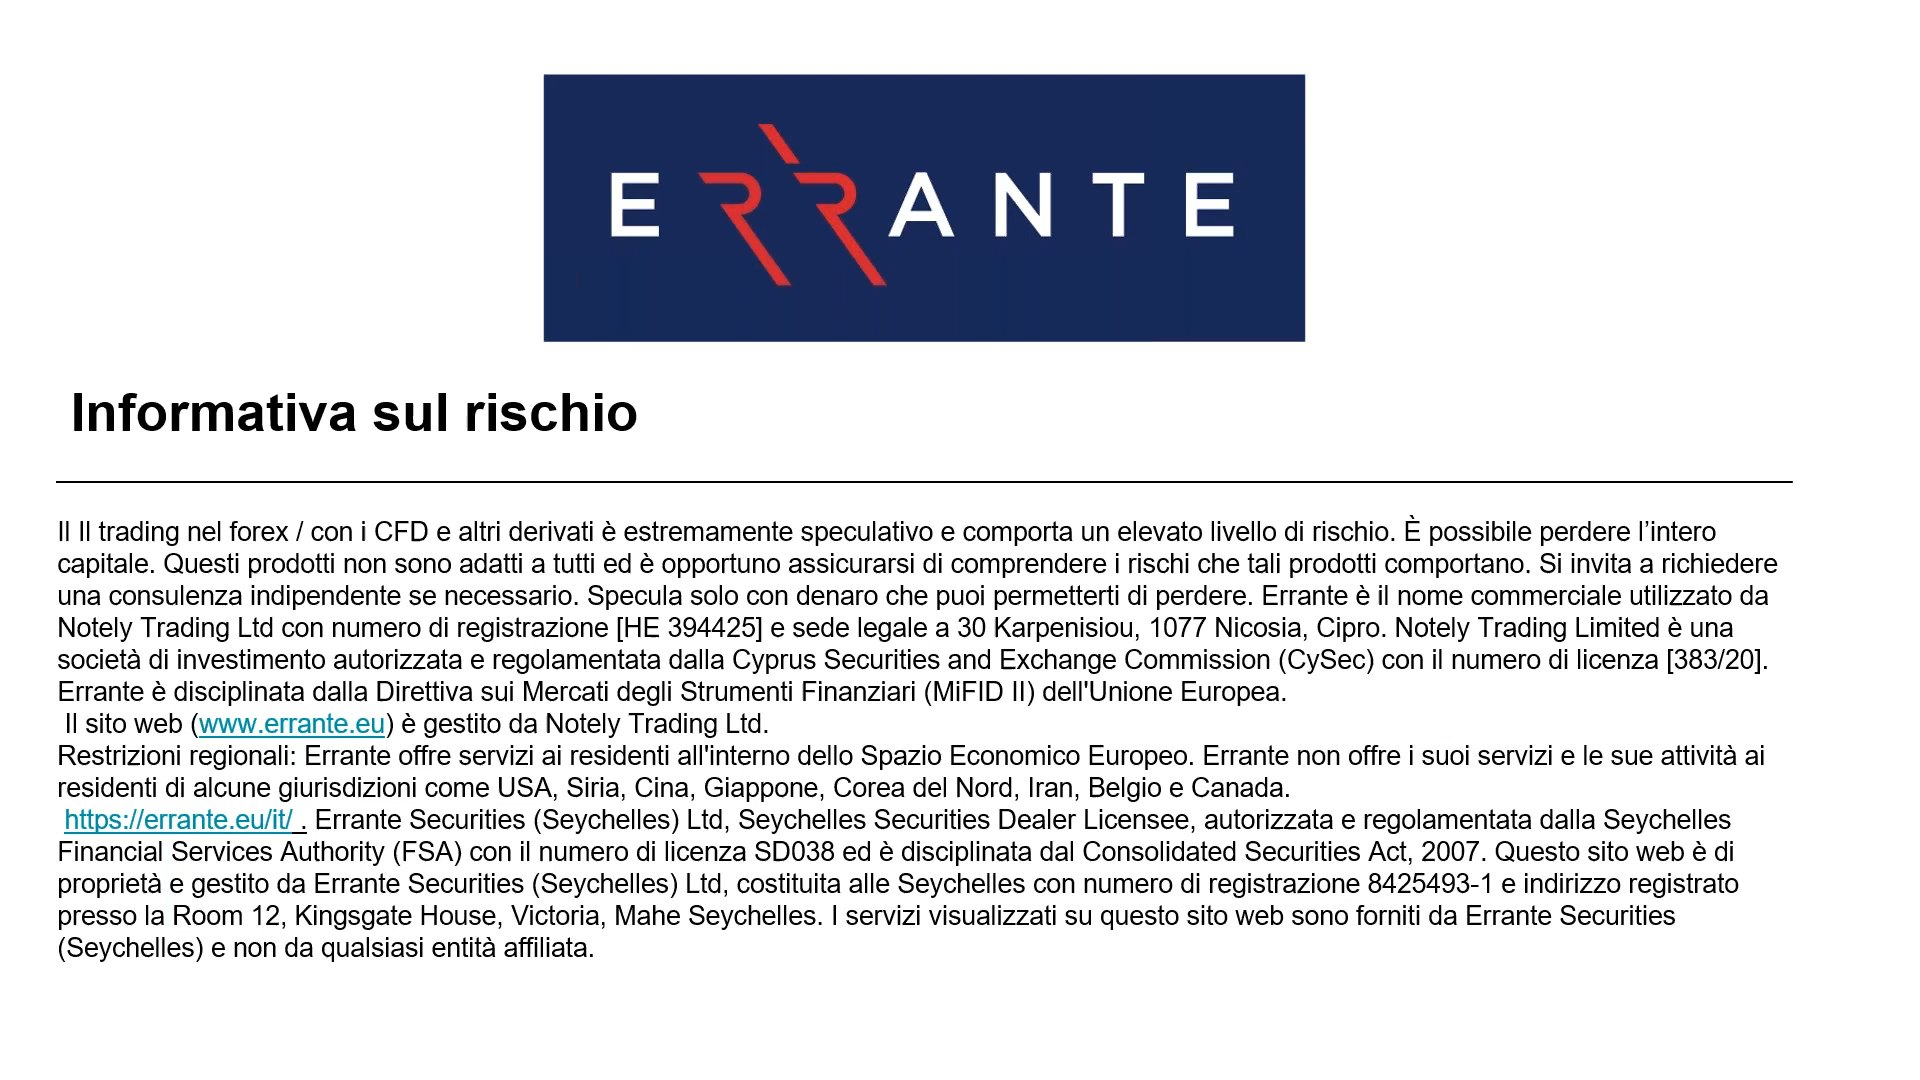 ERRANTE
Informativa sul rischio
Il Il trading nel forex / con i CFD e altri derivati è estremamente speculativo e comporta un elevato livello di rischio. È possibile perdere l’intero
capitale. Questi prodotti non sono adatti a tutti ed è opportuno assicurarsi di comprendere i rischi che tali prodotti comportano. Si invita a richiedere
una consulenza indipendente se necessario. Specula solo con denaro che puoi permetterti di perdere. Errante è il nome commerciale utilizzato da
Notely Trading Ltd con numero di registrazione [HE 394425] e sede legale a 30 Karpenisiou, 1077 Nicosia, Cipro. Notely Trading Limited è una
società di investimento autorizzata e regolamentata dalla Cyprus Securities and Exchange Commission (CySec) con il numero di licenza [383/20].
Errante è disciplinata dalla Direttiva sui Mercati degli Strumenti Finanziari (MiFID II) dell'Unione Europea.
Il sito web (www.errante.eu) è gestito da Notely Trading Ltd.
Restrizioni regionali: Errante offre servizi ai residenti all'interno dello Spazio Economico Europeo. Errante non offre i suoi servizi e le sue attività ai
residenti di alcune giurisdizioni come USA, Siria, Cina, Giappone, Corea del Nord, Iran, Belgio e Canada.
https://errante.eu/it/ . Errante Securities (Seychelles) Ltd, Seychelles Securities Dealer Licensee, autorizzata e regolamentata dalla Seychelles
Financial Services Authority (FSA) con il numero di licenza SD038 ed è disciplinata dal Consolidated Securities Act, 2007. Questo sito web è di
proprietà e gestito da Errante Securities (Seychelles) Ltd, costituita alle Seychelles con numero di registrazione 8425493-1 e indirizzo registrato
presso la Room 12, Kingsgate House, Victoria, Mahe Seychelles. I servizi visualizzati su questo sito web sono forniti da Errante Securities
(Seychelles) e non da qualsiasi entità affiliata.